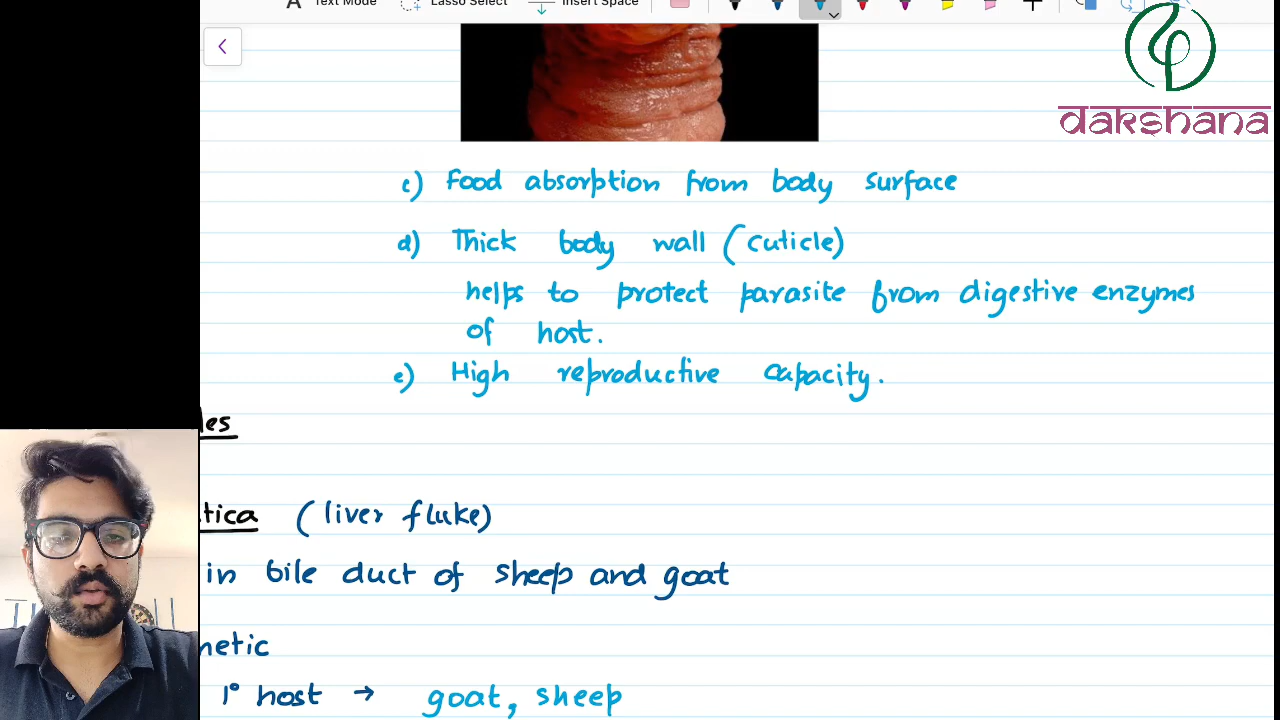 Text Mode
Lasso Select
Insert Space
dakshana
c) Food absorption from body surface
d) Thick body wall (cuticle)
helps to protect parasite from digestive enzymes
of host.
e) High reproductive capacity.
les
tica (liver fluke)
in bile duct of sheep and goat
netic
1° host → goat, sheep